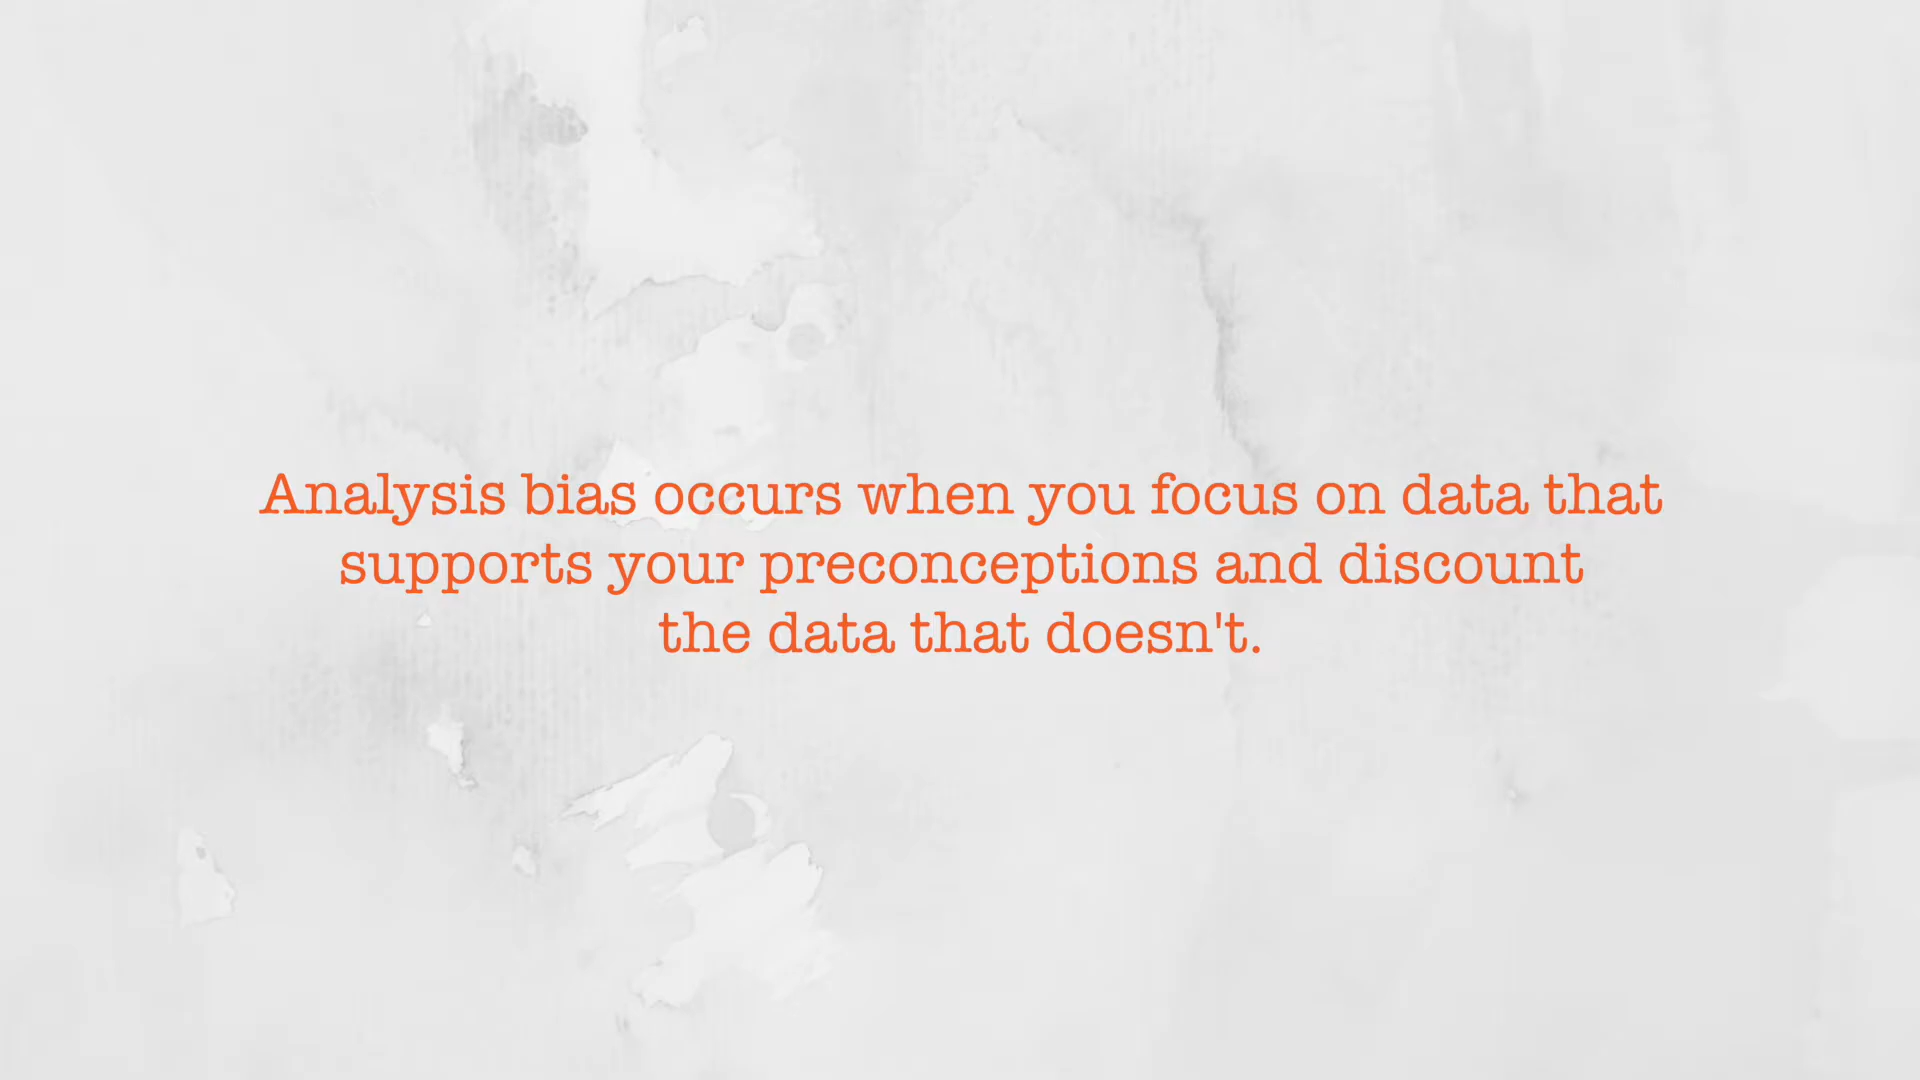 Analysis bias occurs when you focus on data that
supports your preconceptions and discount
the data that doesn't.